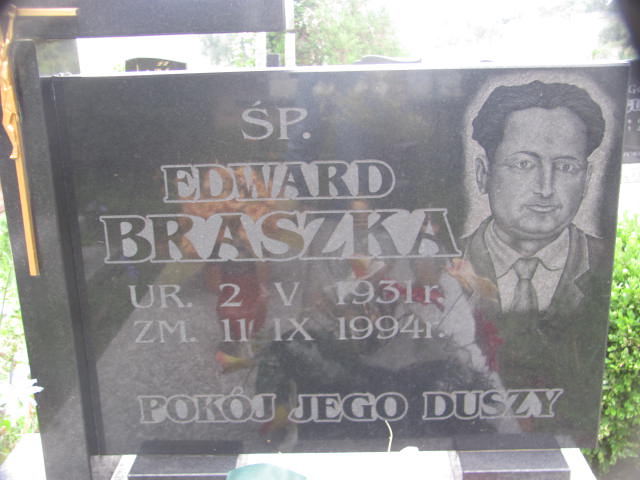 ŚP.
EDWARD
BRASZKA
UR. 2 V 1931r.
ZM. 11 IX 1994r.
POKÓJ JEGO DUSZY